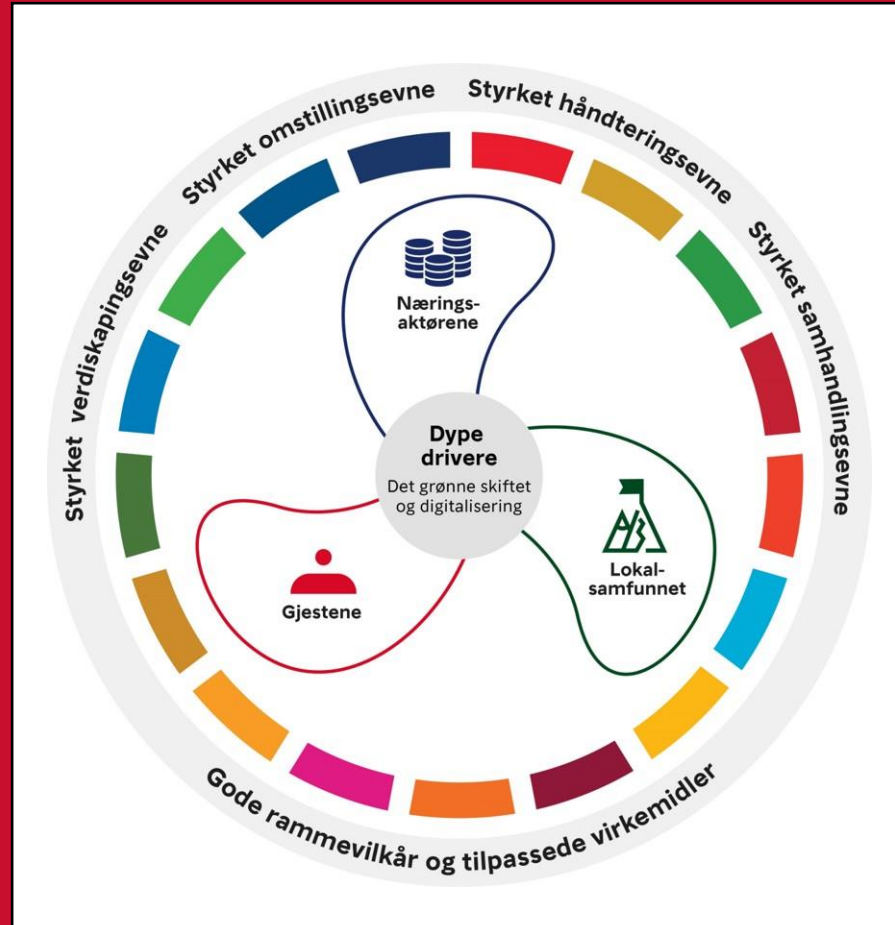 Styrket verdiskapingsevne
Styrket omstillingsevne
Styrket håndteringsevne
Styrket samhandlingsevne
Nærings-
aktørene
Dype
drivere
Det grønne skiftet
og digitalisering
Gjestene
Lokal-
samfunnet
Gode rammevilkår og tilpassede virkemidler